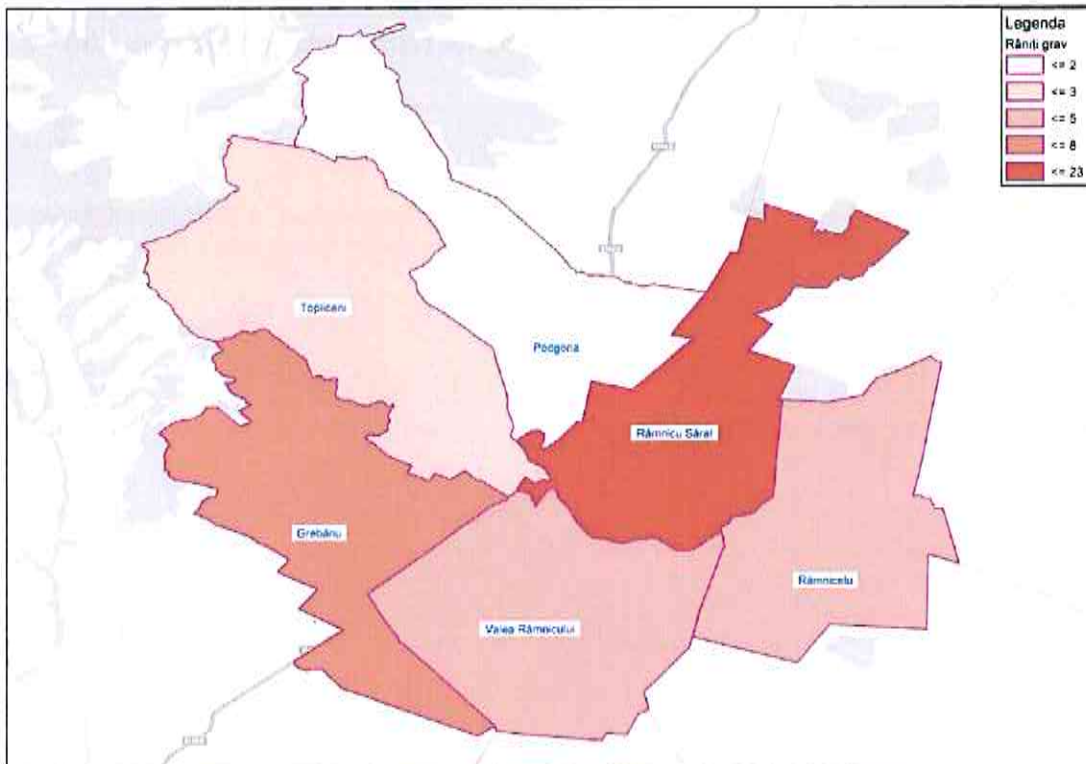 Legenda
Răniți grav
<= 2
<= 3
<= 5
<= 8
<= 23
Topliceni
Podgoria
Râmnicu Sărat
Grebănu
Râmnicelu
Valea Râmnicului